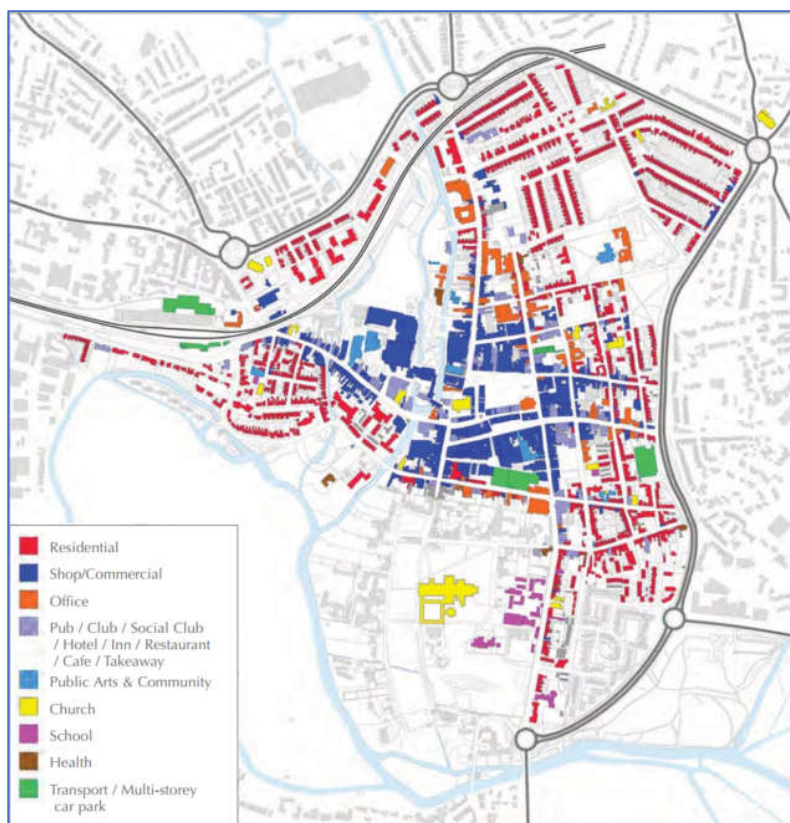 Residential
Shop/Commercial
Office
Pub / Club / Social Club
/ Hotel / Inn / Restaurant
/ Cafe / Takeaway
Public Arts & Community
Church
School
Health
Transport / Multi-storey
car park